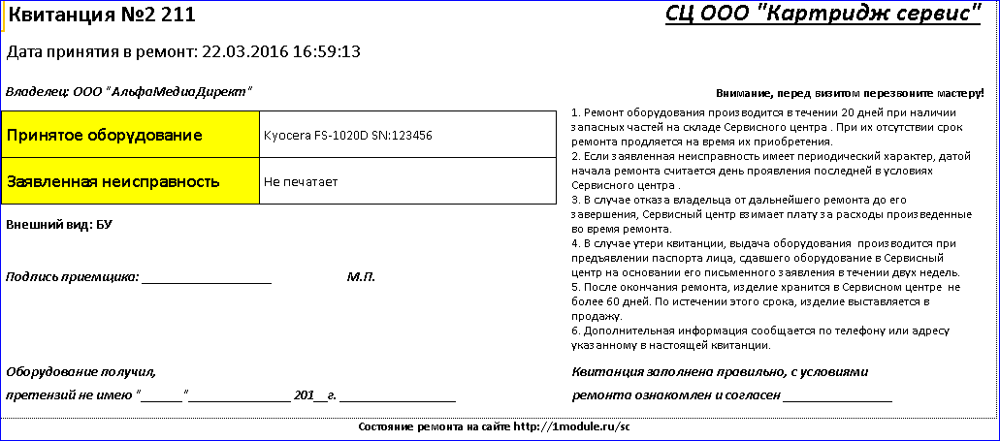 Квитанция №2 211
СЦ ООО "Картридж сервис"
Дата принятия в ремонт: 22.03.2016 16:59:13
Владелец: ООО "АльфаМедиаДирект"
Внимание, перед визитом перезвоните мастеру!
Принятое оборудование
Kyocera FS-1020D SN:123456
Заявленная неисправность
Не печатает
Внешний вид: БУ
Подпись приемщика: ___________________ М.П.
1. Ремонт оборудования производится в течении 20 дней при наличии
запасных частей на складе Сервисного центра . При их отсутствии срок
ремонта продляется на время их приобретения.
2. Если заявленная неисправность имеет периодический характер, датой
начала ремонта считается день проявления последней в условиях
Сервисного центра .
3. В случае отказа владельца от дальнейшего ремонта до его
завершения, Сервисный центр взимает плату за расходы произведенные
во время ремонта.
4. В случае утери квитанции, выдача оборудования  производится при
предъявлении паспорта лица, сдавшего оборудование в Сервисный
центр на основании его письменного заявления в течении двух недель.
5. После окончания ремонта, изделие хранится в Сервисном центре  не
более 60 дней. По истечении этого срока, изделие выставляется в
продажу.
6. Дополнительная информация сообщается по телефону или адресу
указанному в настоящей квитанции.
Оборудование получил,
претензий не имею "______"_______________ 201__г. _________________
Квитанция заполнена правильно, с условиями
ремонта ознакомлен и согласен ________________
Состояние ремонта на сайте http://1module.ru/sc